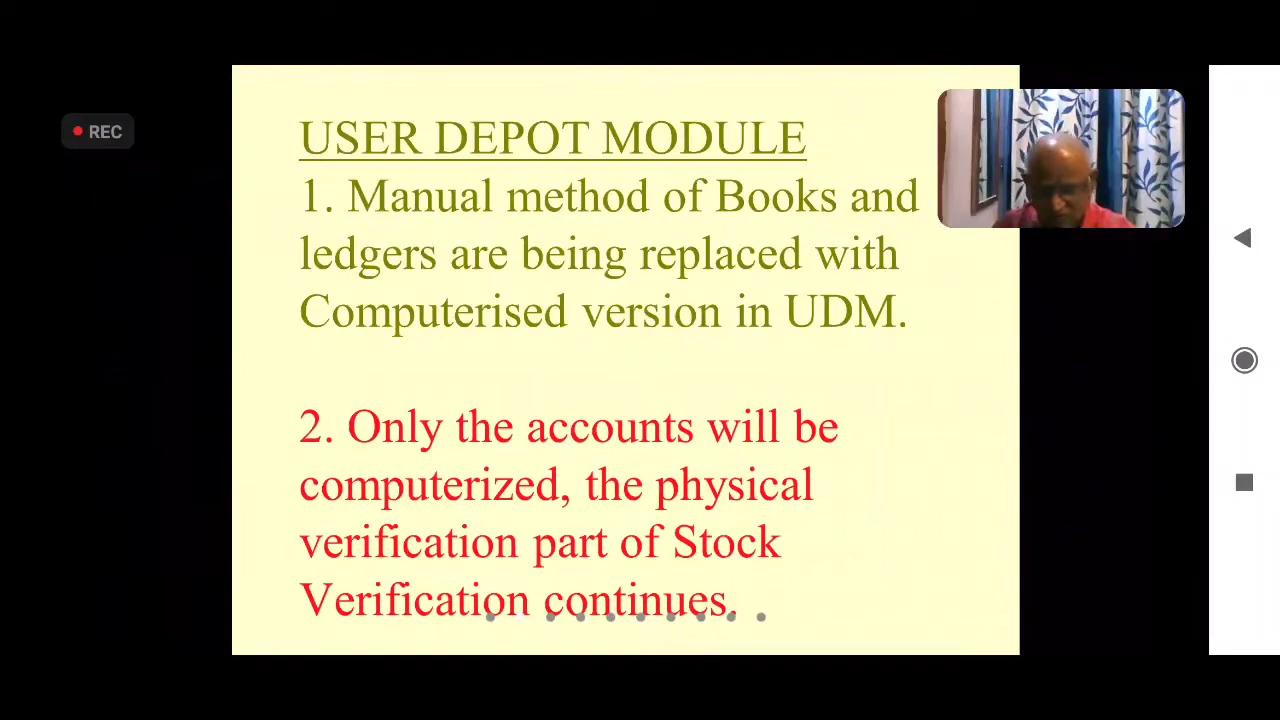 REC
USER DEPOT MODULE
1. Manual method of Books and
ledgers are being replaced with
Computerised version in UDM.
2. Only the accounts will be
computerized, the physical
verification part of Stock
Verification continues.